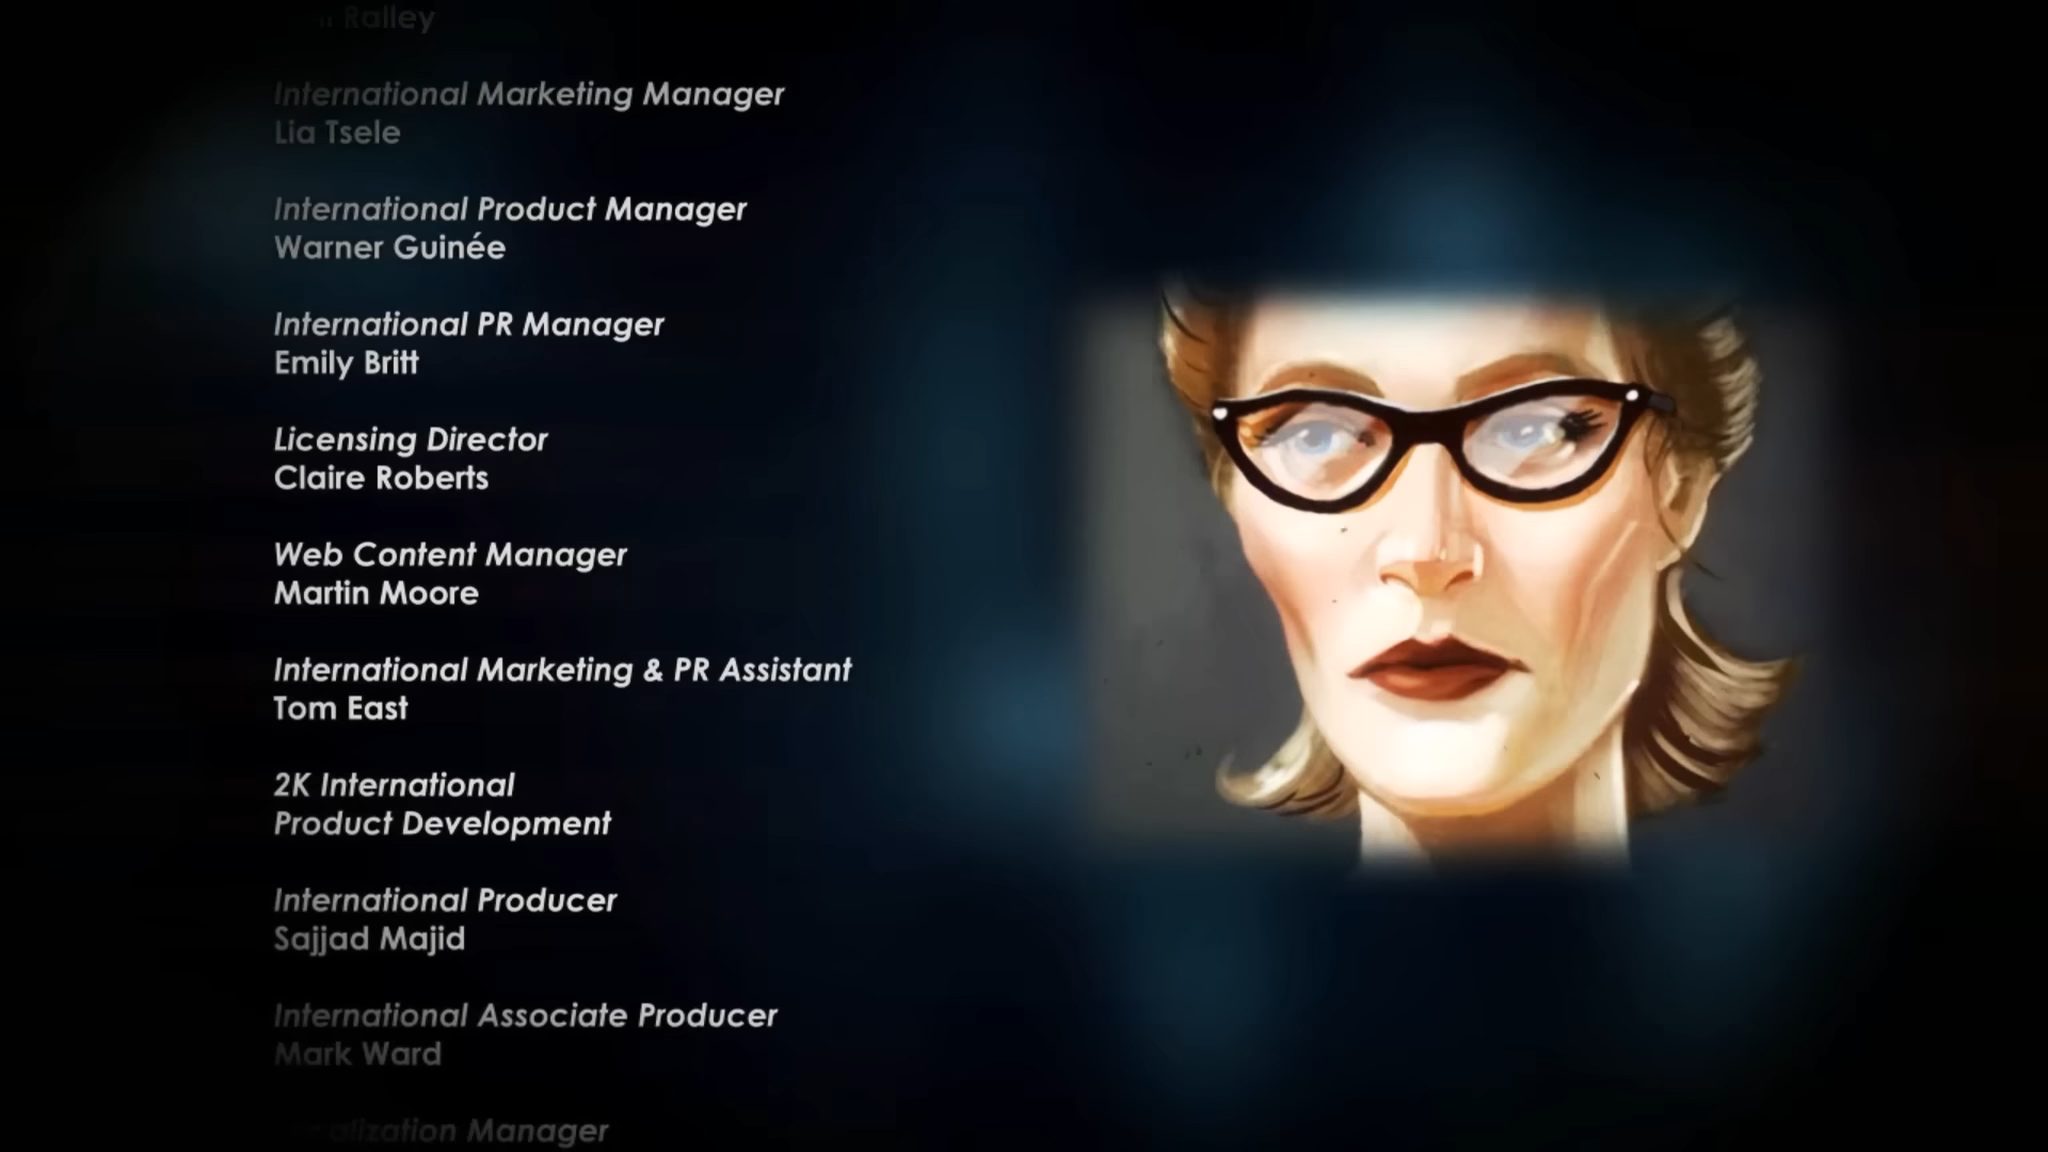 Ralley
International Marketing Manager
Lia Tsele
International Product Manager
Warner Guinée
International PR Manager
Emily Britt
Licensing Director
Claire Roberts
Web Content Manager
Martin Moore
International Marketing & PR Assistant
Tom East
2K International
Product Development
International Producer
Sajjad Majid
International Associate Producer
Mark Ward
Manager